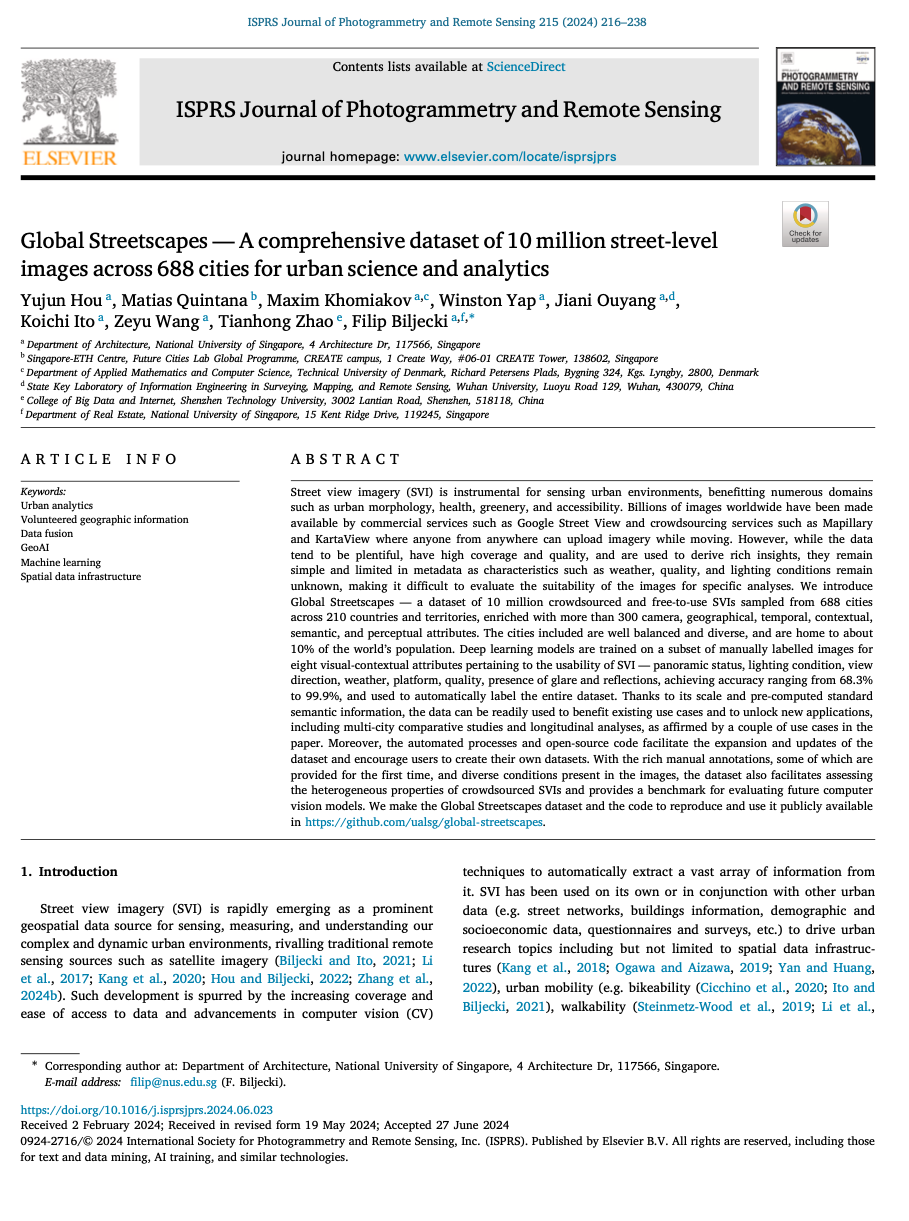 ISPRS Journal of Photogrammetry and Remote Sensing 215 (2024) 216–238
Contents lists available at ScienceDirect
ISPRS Journal of Photogrammetry and Remote Sensing
journal homepage: www.elsevier.com/locate/isprsjprs
ELSEVIER
PHOTOGRAMMETRY
AND REMOTE SENSING
Check for
updates
Global Streetscapes — A comprehensive dataset of 10 million street-level
images across 688 cities for urban science and analytics
Yujun Hou a, Matias Quintana b, Maxim Khomiakov a,c, Winston Yap a, Jiani Ouyang a,d,
Koichi Ito a, Zeyu Wang a, Tianhong Zhao e, Filip Biljecki a,f,*
a Department of Architecture, National University of Singapore, 4 Architecture Dr, 117566, Singapore
b Singapore-ETH Centre, Future Cities Lab Global Programme, CREATE campus, 1 Create Way, #06-01 CREATE Tower, 138602, Singapore
c Department of Applied Mathematics and Computer Science, Technical University of Denmark, Richard Petersens Plads, Bygning 324, Kgs. Lyngby, 2800, Denmark
d State Key Laboratory of Information Engineering in Surveying, Mapping, and Remote Sensing, Wuhan University, Luoyu Road 129, Wuhan, 430079, China
e College of Big Data and Internet, Shenzhen Technology University, 3002 Lantian Road, Shenzhen, 518118, China
f Department of Real Estate, National University of Singapore, 15 Kent Ridge Drive, 119245, Singapore
ARTICLE INFO
Keywords:
Urban analytics
Volunteered geographic information
Data fusion
GeoAI
Machine learning
Spatial data infrastructure
ABSTRACT
Street view imagery (SVI) is instrumental for sensing urban environments, benefitting numerous domains
such as urban morphology, health, greenery, and accessibility. Billions of images worldwide have been made
available by commercial services such as Google Street View and crowdsourcing services such as Mapillary
and KartaView where anyone from anywhere can upload imagery while moving. However, while the data
tend to be plentiful, have high coverage and quality, and are used to derive rich insights, they remain
simple and limited in metadata as characteristics such as weather, quality, and lighting conditions remain
unknown, making it difficult to evaluate the suitability of the images for specific analyses. We introduce
Global Streetscapes — a dataset of 10 million crowdsourced and free-to-use SVIs sampled from 688 cities
across 210 countries and territories, enriched with more than 300 camera, geographical, temporal, contextual,
semantic, and perceptual attributes. The cities included are well balanced and diverse, and are home to about
10% of the world's population. Deep learning models are trained on a subset of manually labelled images for
eight visual-contextual attributes pertaining to the usability of SVI — panoramic status, lighting condition, view
direction, weather, platform, quality, presence of glare and reflections, achieving accuracy ranging from 68.3%
to 99.9%, and used to automatically label the entire dataset. Thanks to its scale and pre-computed standard
semantic information, the data can be readily used to benefit existing use cases and to unlock new applications,
including multi-city comparative studies and longitudinal analyses, as affirmed by a couple of use cases in the
paper. Moreover, the automated processes and open-source code facilitate the expansion and updates of the
dataset and encourage users to create their own datasets. With the rich manual annotations, some of which are
provided for the first time, and diverse conditions present in the images, the dataset also facilitates assessing
the heterogeneous properties of crowdsourced SVIs and provides a benchmark for evaluating future computer
vision models. We make the Global Streetscapes dataset and the code to reproduce and use it publicly available
in https://github.com/ualsg/global-streetscapes.
1. Introduction
Street view imagery (SVI) is rapidly emerging as a prominent
geospatial data source for sensing, measuring, and understanding our
complex and dynamic urban environments, rivalling traditional remote
sensing sources such as satellite imagery (Biljecki and Ito, 2021; Li
et al., 2017; Kang et al., 2020; Hou and Biljecki, 2022; Zhang et al.,
2024b). Such development is spurred by the increasing coverage and
ease of access to data and advancements in computer vision (CV)
techniques to automatically extract a vast array of information from
it. SVI has been used on its own or in conjunction with other urban
data (e.g. street networks, buildings information, demographic and
socioeconomic data, questionnaires and surveys, etc.) to drive urban
research topics including but not limited to spatial data infrastruc-
tures (Kang et al., 2018; Ogawa and Aizawa, 2019; Yan and Huang,
2022), urban mobility (e.g. bikeability (Cicchino et al., 2020; Ito and
Biljecki, 2021), walkability (Steinmetz-Wood et al., 2019; Li et al.,
* Corresponding author at: Department of Architecture, National University of Singapore, 4 Architecture Dr, 117566, Singapore.
E-mail address: filip@nus.edu.sg (F. Biljecki).
https://doi.org/10.1016/j.isprsjprs.2024.06.023
Received 2 February 2024; Received in revised form 19 May 2024; Accepted 27 June 2024
0924-2716/© 2024 International Society for Photogrammetry and Remote Sensing, Inc. (ISPRS). Published by Elsevier B.V. All rights are reserved, including those
for text and data mining, AI training, and similar technologies.